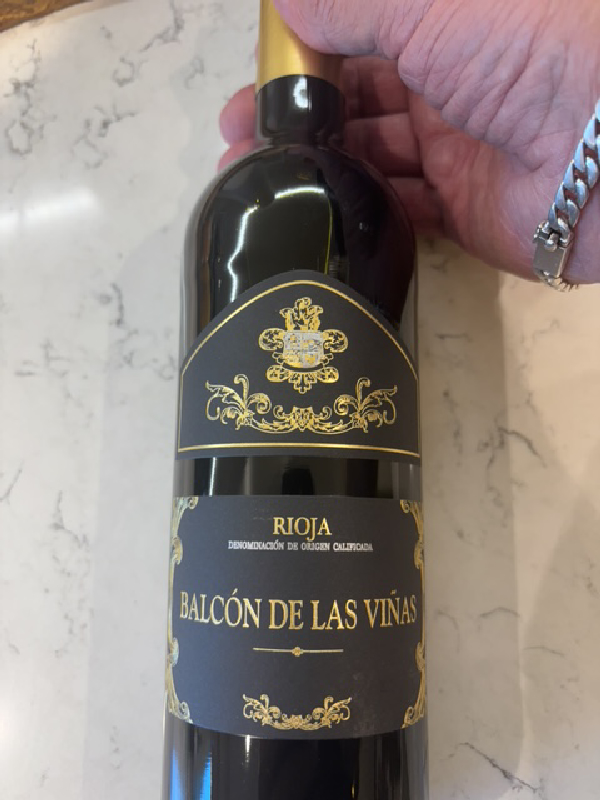 RIOJA
DENOMINACIÓN DE ORIGEN CALIFICADA
BALCÓN DE LAS VIÑAS